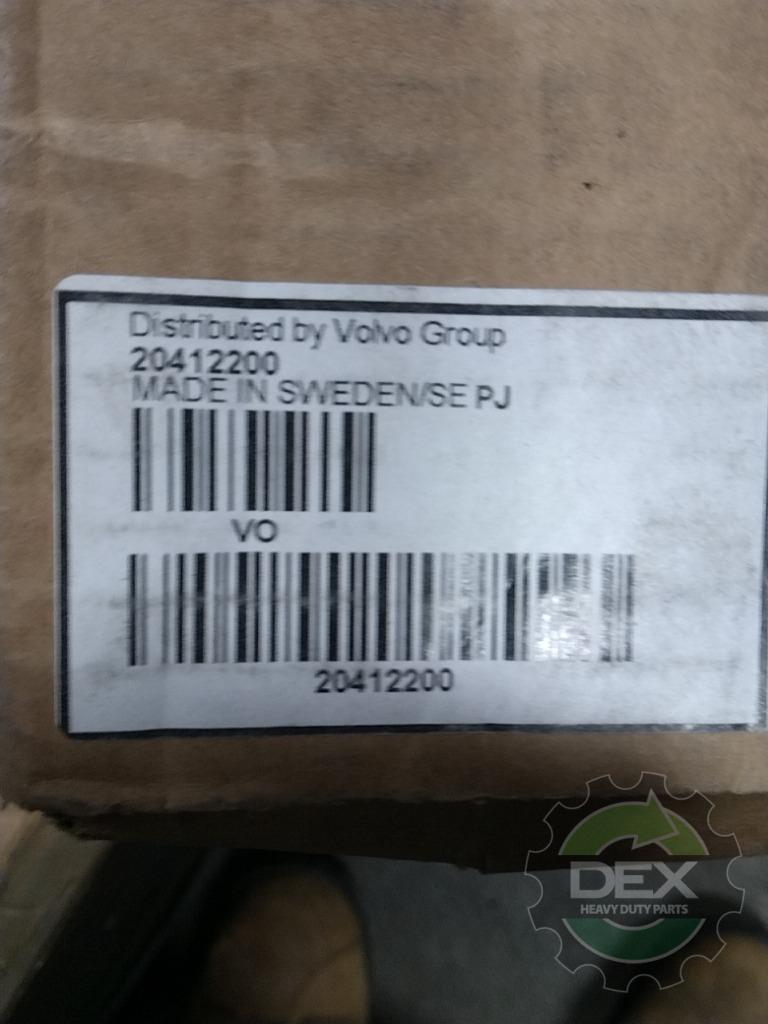 Distributed by Volvo Group
20412200
MADE IN SWEDEN/SE PJ
VO
20412200
DEX
HEAVY DUTY PARTS